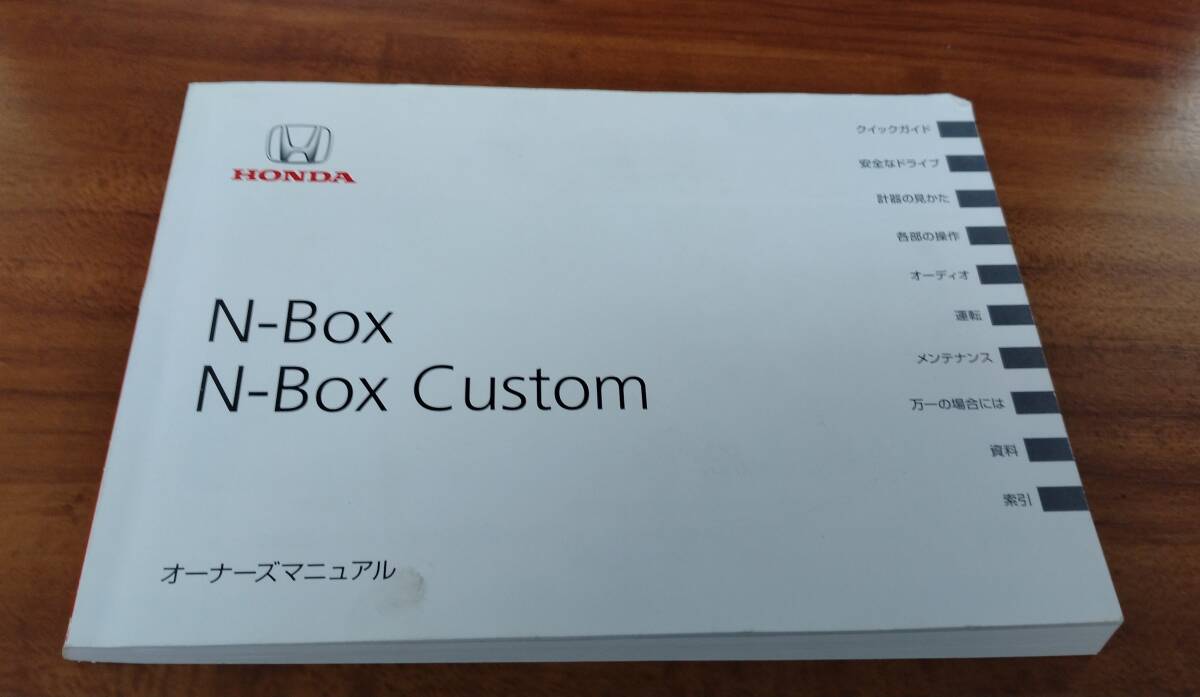 HONDA
N-Box
N-Box Custom
オーナーズマニュアル
クイックガイド
安全なドライブ
計器の見かた
各部の操作
オーディオ
運転
メンテナンス
万一の場合には
資料
索引